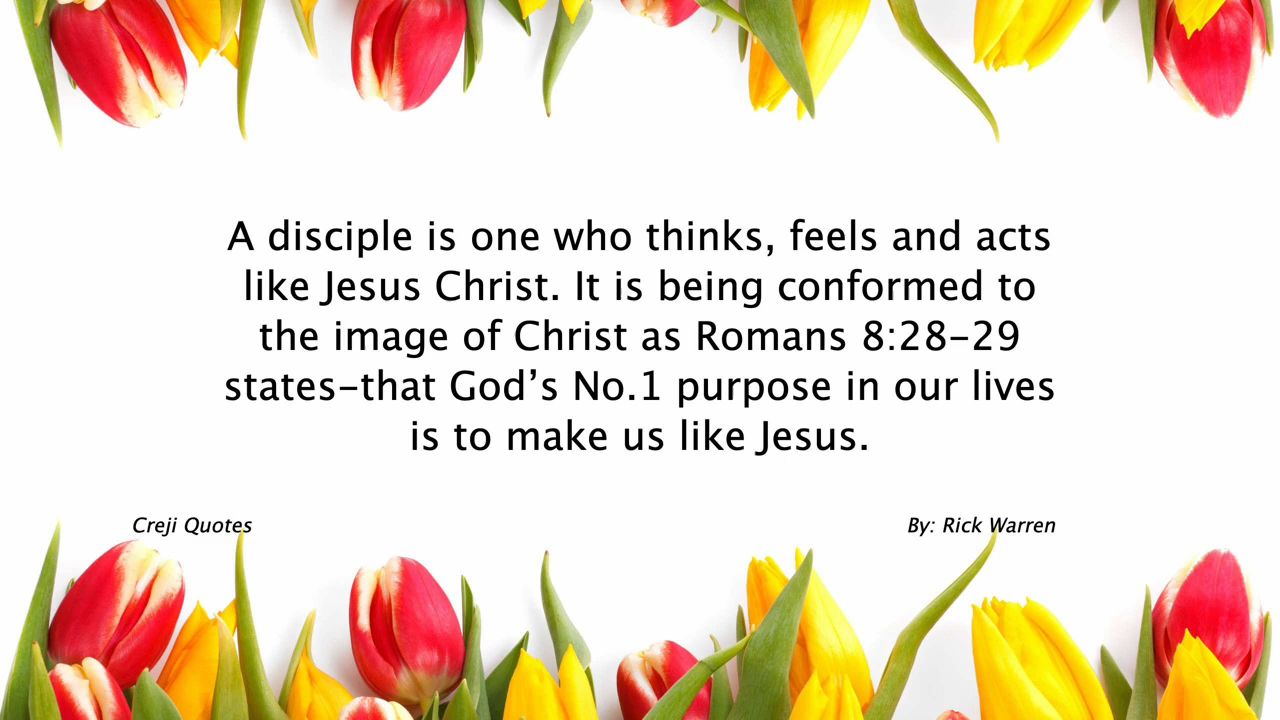 A disciple is one who thinks, feels and acts
like Jesus Christ. It is being conformed to
the image of Christ as Romans 8:28-29
states-that God’s No.1 purpose in our lives
is to make us like Jesus.
Creji Quotes
By: Rick Warren